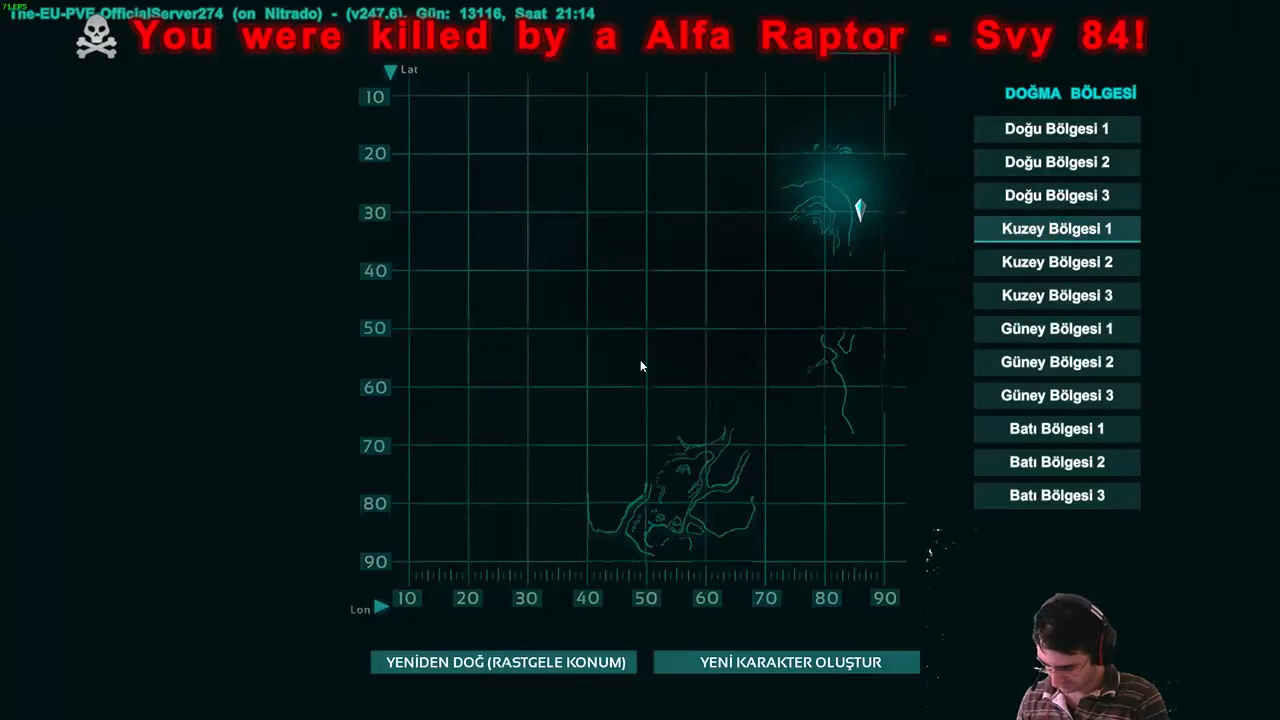 71 FPS
The-EU-PVE-OfficialServer274 (on Nitrado) - (v247.6), Gün: 13116, Saat 21:14
You were killed by a Alfa Raptor - Svy 84!
Lat
10
20
30
40
50
60
70
80
90
Lon
10 20 30 40 50 60 70 80 90
DOĞMA BÖLGESİ
Doğu Bölgesi 1
Doğu Bölgesi 2
Doğu Bölgesi 3
Kuzey Bölgesi 1
Kuzey Bölgesi 2
Kuzey Bölgesi 3
Güney Bölgesi 1
Güney Bölgesi 2
Güney Bölgesi 3
Batı Bölgesi 1
Batı Bölgesi 2
Batı Bölgesi 3
YENİDEN DOĞ (RASTGELE KONUM)
YENİ KARAKTER OLUŞTUR